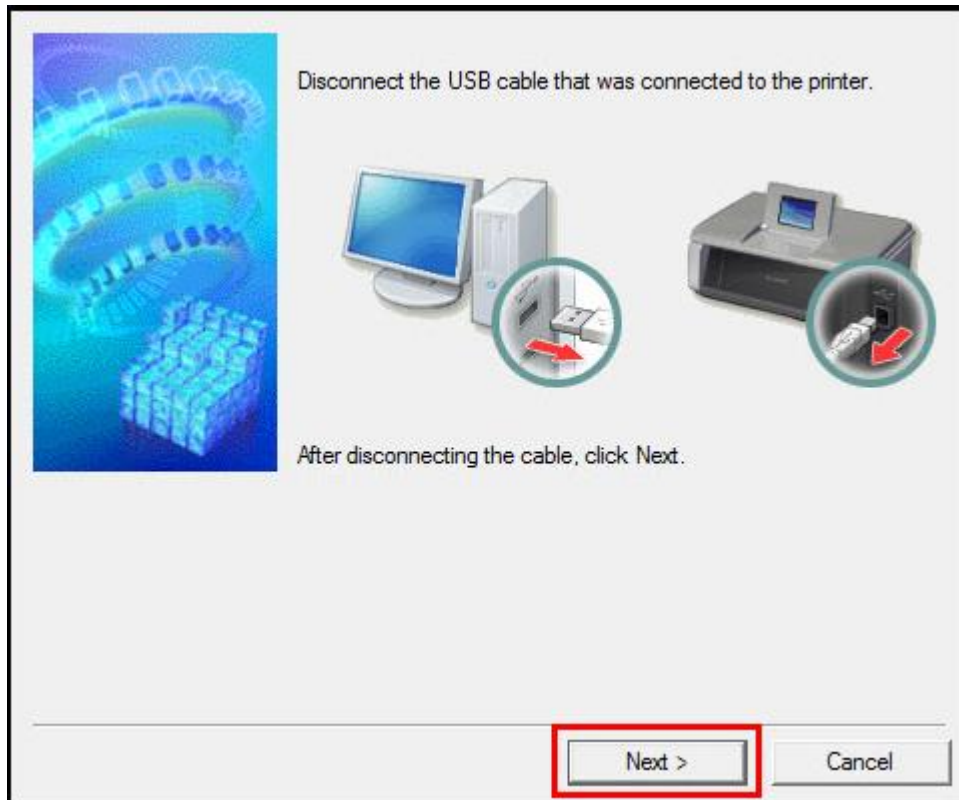 Disconnect the USB cable that was connected to the printer.
After disconnecting the cable, click Next.
Next >
Cancel